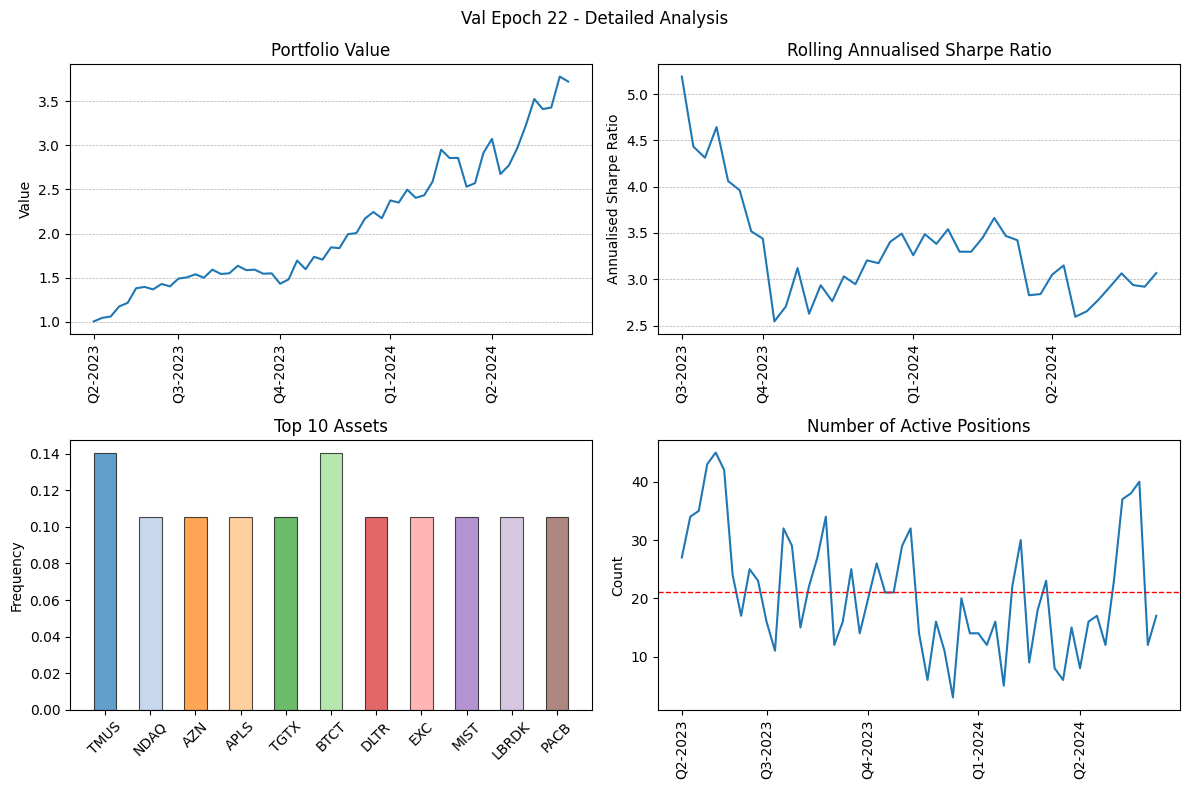 Val Epoch 22 - Detailed Analysis
Portfolio Value
Value
3.5
3.0
2.5
2.0
1.5
1.0
Q2-2023
Q3-2023
Q4-2023
Q1-2024
Q2-2024
Rolling Annualised Sharpe Ratio
Annualised Sharpe Ratio
5.0
4.5
4.0
3.5
3.0
2.5
Q3-2023
Q4-2023
Q1-2024
Q2-2024
Top 10 Assets
Frequency
0.14
0.12
0.10
0.08
0.06
0.04
0.02
0.00
TMUS
NDAQ
AZN
APLS
TGTX
BTCT
DLTR
EXC
MIST
LBRDK
PACB
Number of Active Positions
Count
40
30
20
10
Q2-2023
Q3-2023
Q4-2023
Q1-2024
Q2-2024